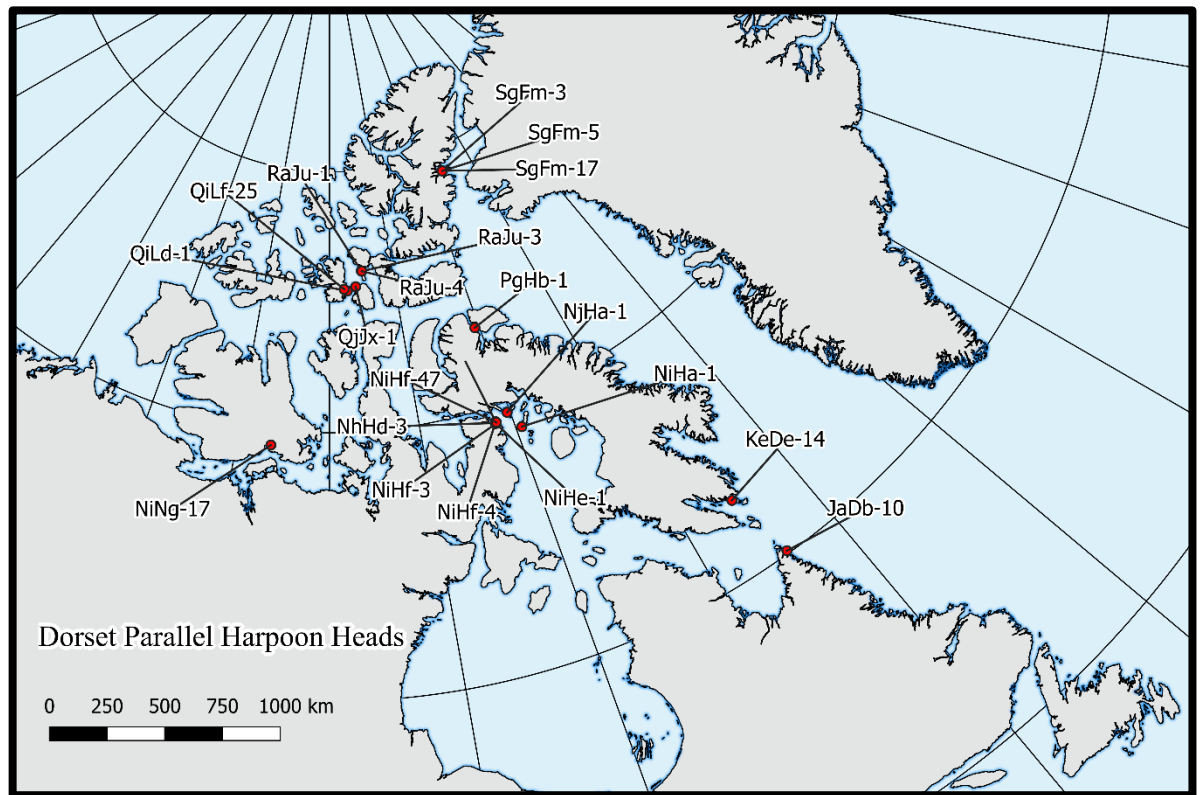 SgFm-3
SgFm-5
SgFm-17
RaJu-1
QiLf-25
QiLd-1
RaJu-3
RaJu-4
PgHb-1
NjHa-1
QjJx-1
NiHf-47
NiHa-1
NhHd-3
KeDe-14
NiHf-3
NiHe-1
NiHf-4
NiNg-17
JaDb-10
Dorset Parallel Harpoon Heads
0 250 500 750 1000 km